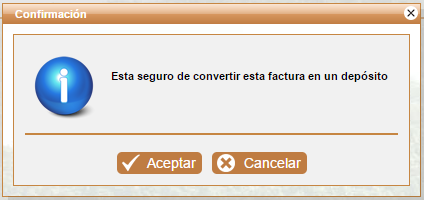 Confirmación
Esta seguro de convertir esta factura en un depósito
Aceptar
Cancelar